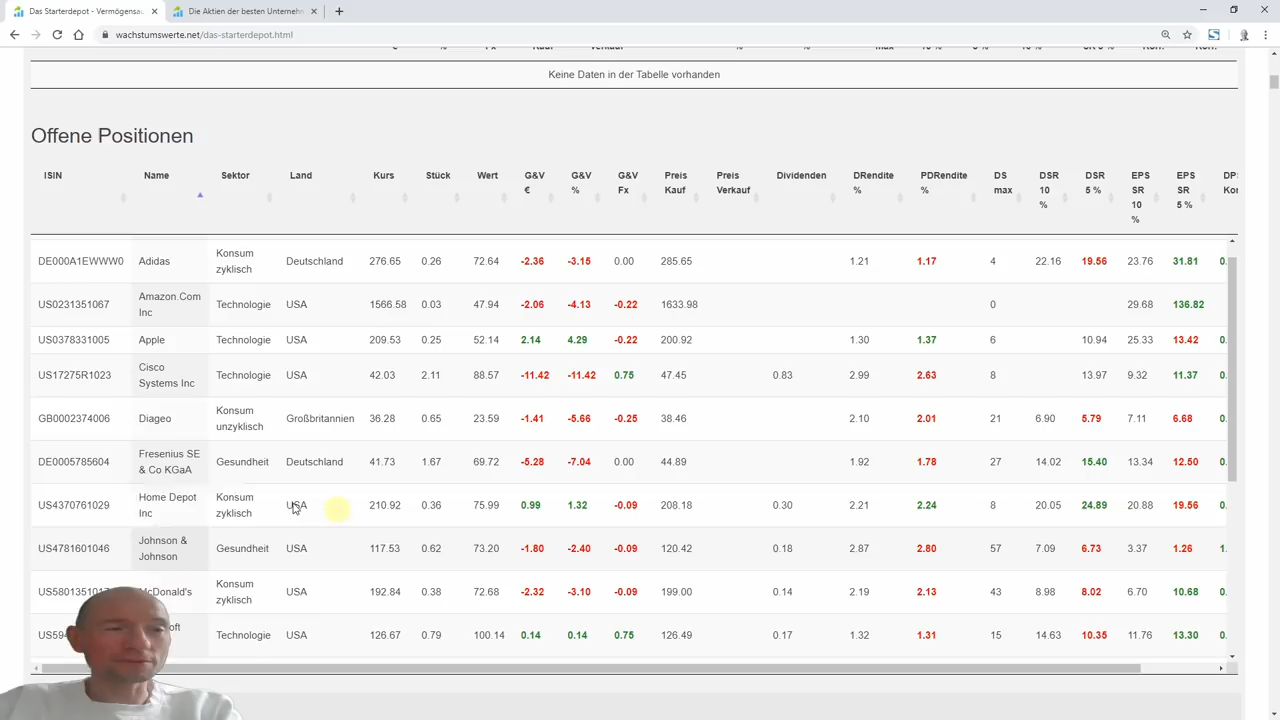 Das Starterdepot - Vermögensau
Die Aktien der besten Unternehm
wachstumswerte.net/das-starterdepot.html
Keine Daten in der Tabelle vorhanden
Offene Positionen
ISIN Name Sektor Land Kurs Stück Wert G&V € G&V % G&V Fx Preis Kauf Preis Verkauf Dividenden DRendite % PDRendite % DS max DSR 10 % DSR 5 % EPS SR 10 % EPS SR 5 %
DE000A1EWWW0 Adidas Konsum zyklisch Deutschland 276.65 0.26 72.64 -2.36 -3.15 0.00 285.65 1.21 1.17 4 22.16 19.56 23.76 31.81 0.
US0231351067 Amazon.Com Inc Technologie USA 1566.58 0.03 47.94 -2.06 -4.13 -0.22 1633.98 0 29.68 136.82
US0378331005 Apple Technologie USA 209.53 0.25 52.14 2.14 4.29 -0.22 200.92 1.30 1.37 6 10.94 25.33 13.42 0.
US17275R1023 Cisco Systems Inc Technologie USA 42.03 2.11 88.57 -11.42 -11.42 0.75 47.45 0.83 2.99 2.63 8 13.97 9.32 11.37 0.
GB0002374006 Diageo Konsum unzyklisch Großbritannien 36.28 0.65 23.59 -1.41 -5.66 -0.25 38.46 2.10 2.01 21 6.90 5.79 7.11 6.68 0.
DE0005785604 Fresenius SE & Co KGaA Gesundheit Deutschland 41.73 1.67 69.72 -5.28 -7.04 0.00 44.89 1.92 1.78 27 14.02 15.40 13.34 12.50 0.
US4370761029 Home Depot Inc Konsum zyklisch USA 210.92 0.36 75.99 0.99 1.32 -0.09 208.18 0.30 2.21 2.24 8 20.05 24.89 20.88 19.56 0.
US4781601046 Johnson & Johnson Gesundheit USA 117.53 0.62 73.20 -1.80 -2.40 -0.09 120.42 0.18 2.87 2.80 57 7.09 6.73 3.37 1.26 1.
McDonald's Konsum zyklisch USA 192.84 0.38 72.68 -2.32 -3.10 -0.09 199.00 0.14 2.19 2.13 43 8.98 8.02 6.70 10.68 0.
Technologie USA 126.67 0.79 100.14 0.14 0.14 0.75 126.49 0.17 1.32 1.31 15 14.63 10.35 11.76 13.30 0.